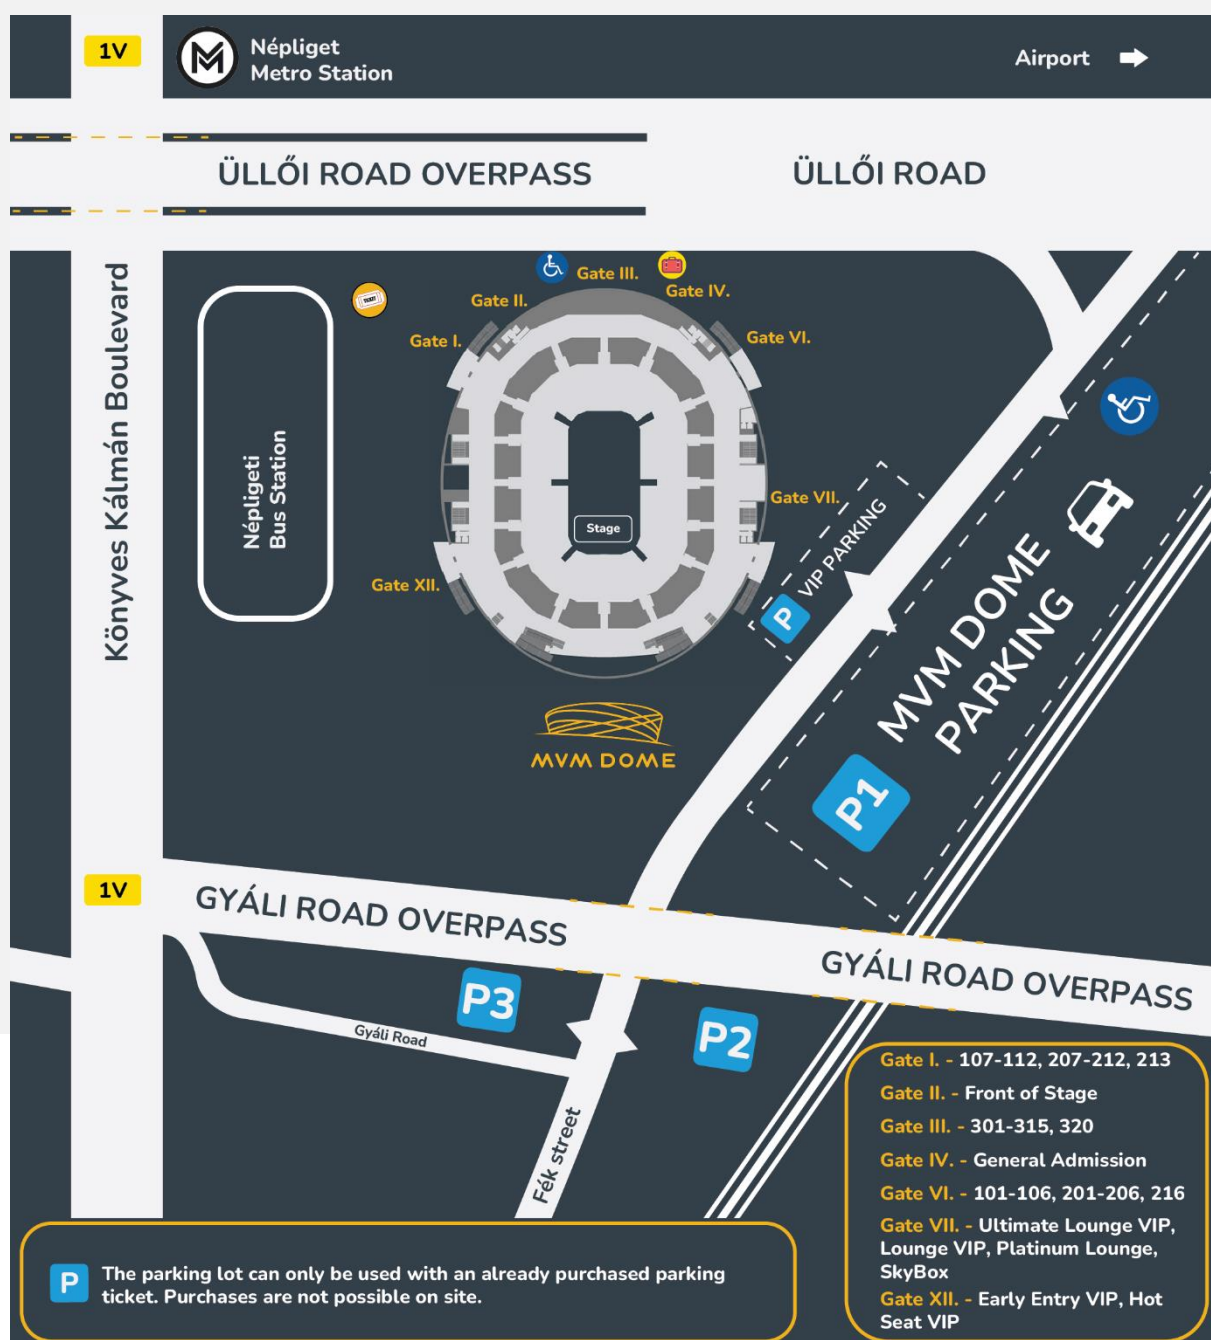 1V
Népliget
Metro Station
Airport
ÜLLŐI ROAD OVERPASS
ÜLLŐI ROAD
Könyves Kálmán Boulevard
Népligeti
Bus Station
TICKET
Gate I.
Gate II.
Gate III.
Gate IV.
Gate VI.
Gate VII.
Gate XII.
Stage
P
VIP PARKING
MVM DOME
PARKING
P1
MVM DOME
1V
GYÁLI ROAD OVERPASS
GYÁLI ROAD OVERPASS
P3
P2
Gyáli Road
Fék street
Gate I. - 107-112, 207-212, 213
Gate II. - Front of Stage
Gate III. - 301-315, 320
Gate IV. - General Admission
Gate VI. - 101-106, 201-206, 216
Gate VII. - Ultimate Lounge VIP,
Lounge VIP, Platinum Lounge,
SkyBox
Gate XII. - Early Entry VIP, Hot
Seat VIP
P
The parking lot can only be used with an already purchased parking
ticket. Purchases are not possible on site.